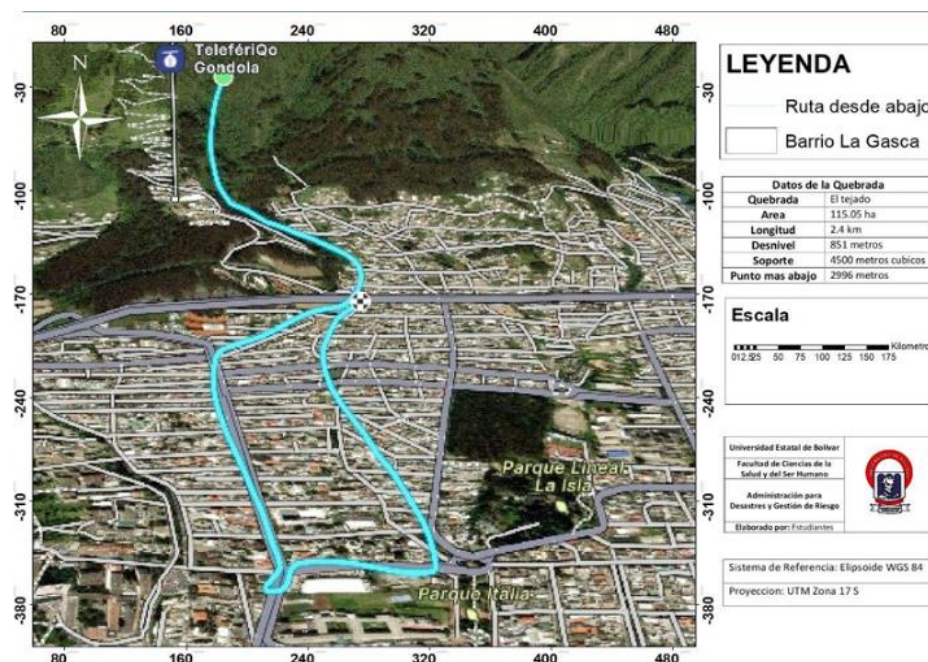 80 160 240 320 400 480
TelefériQo
Gondola
N
-30
-30
-100
-100
-170
-170
-240
-240
-310
-310
-380
-380
Parque Lineal
La Isla
Parque Italia
80 160 240 320 400 480
LEYENDA
Ruta desde abajo
Barrio La Gasca
Datos de la Quebrada
Quebrada El tejado
Area 115.05 ha
Longitud 2.4 km
Desnivel 851 metros
Soporte 4500 metros cubicos
Punto mas abajo 2996 metros
Escala
Kilometro
012.525 50 75 100 125 150 175
Universidad Estatal de Bolívar
Facultad de Ciencias de la
Salud y del Ser Humano
Administración para
Desastres y Gestión de Riesgo
Elaborado por: Estudiantes
Sistema de Referencia: Elipsoide WGS 84
Proyeccion: UTM Zona 17 S